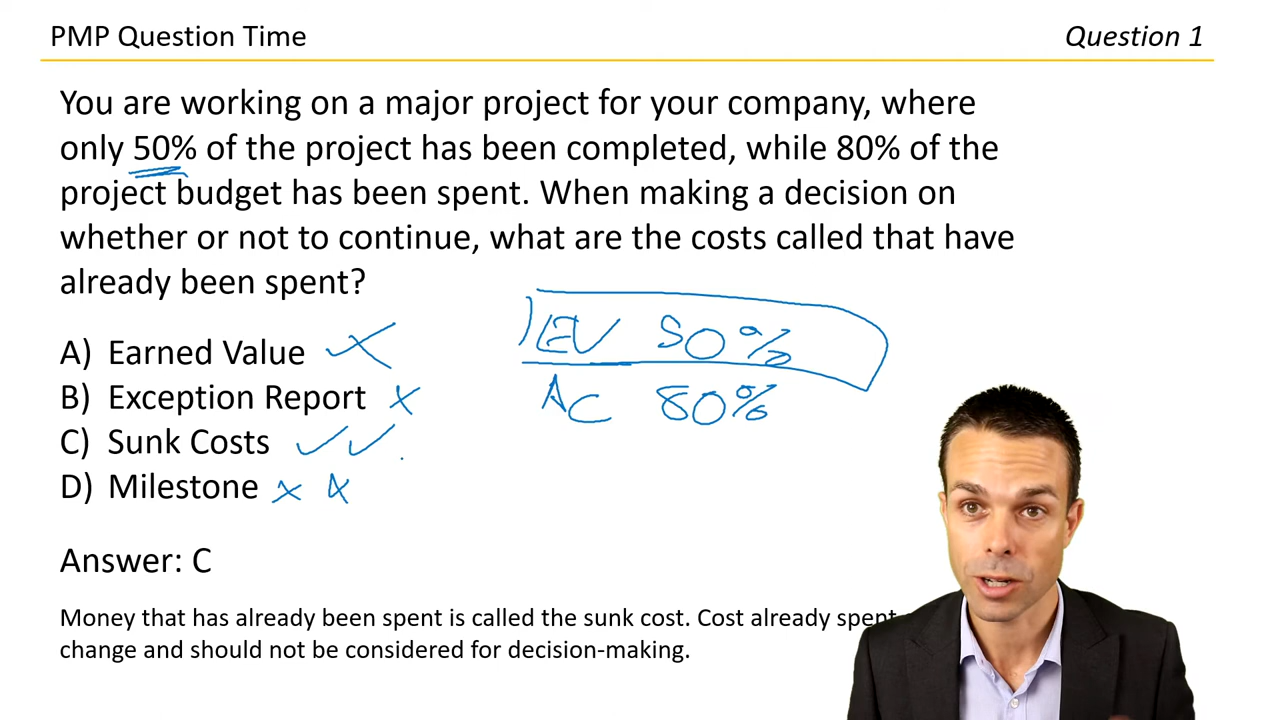 PMP Question Time
Question 1
You are working on a major project for your company, where
only 50% of the project has been completed, while 80% of the
project budget has been spent. When making a decision on
whether or not to continue, what are the costs called that have
already been spent?
A) Earned Value
B) Exception Report
C) Sunk Costs
D) Milestone
EV 50%
AC 80%
Answer: C
Money that has already been spent is called the sunk cost. Cost already spent
change and should not be considered for decision-making.